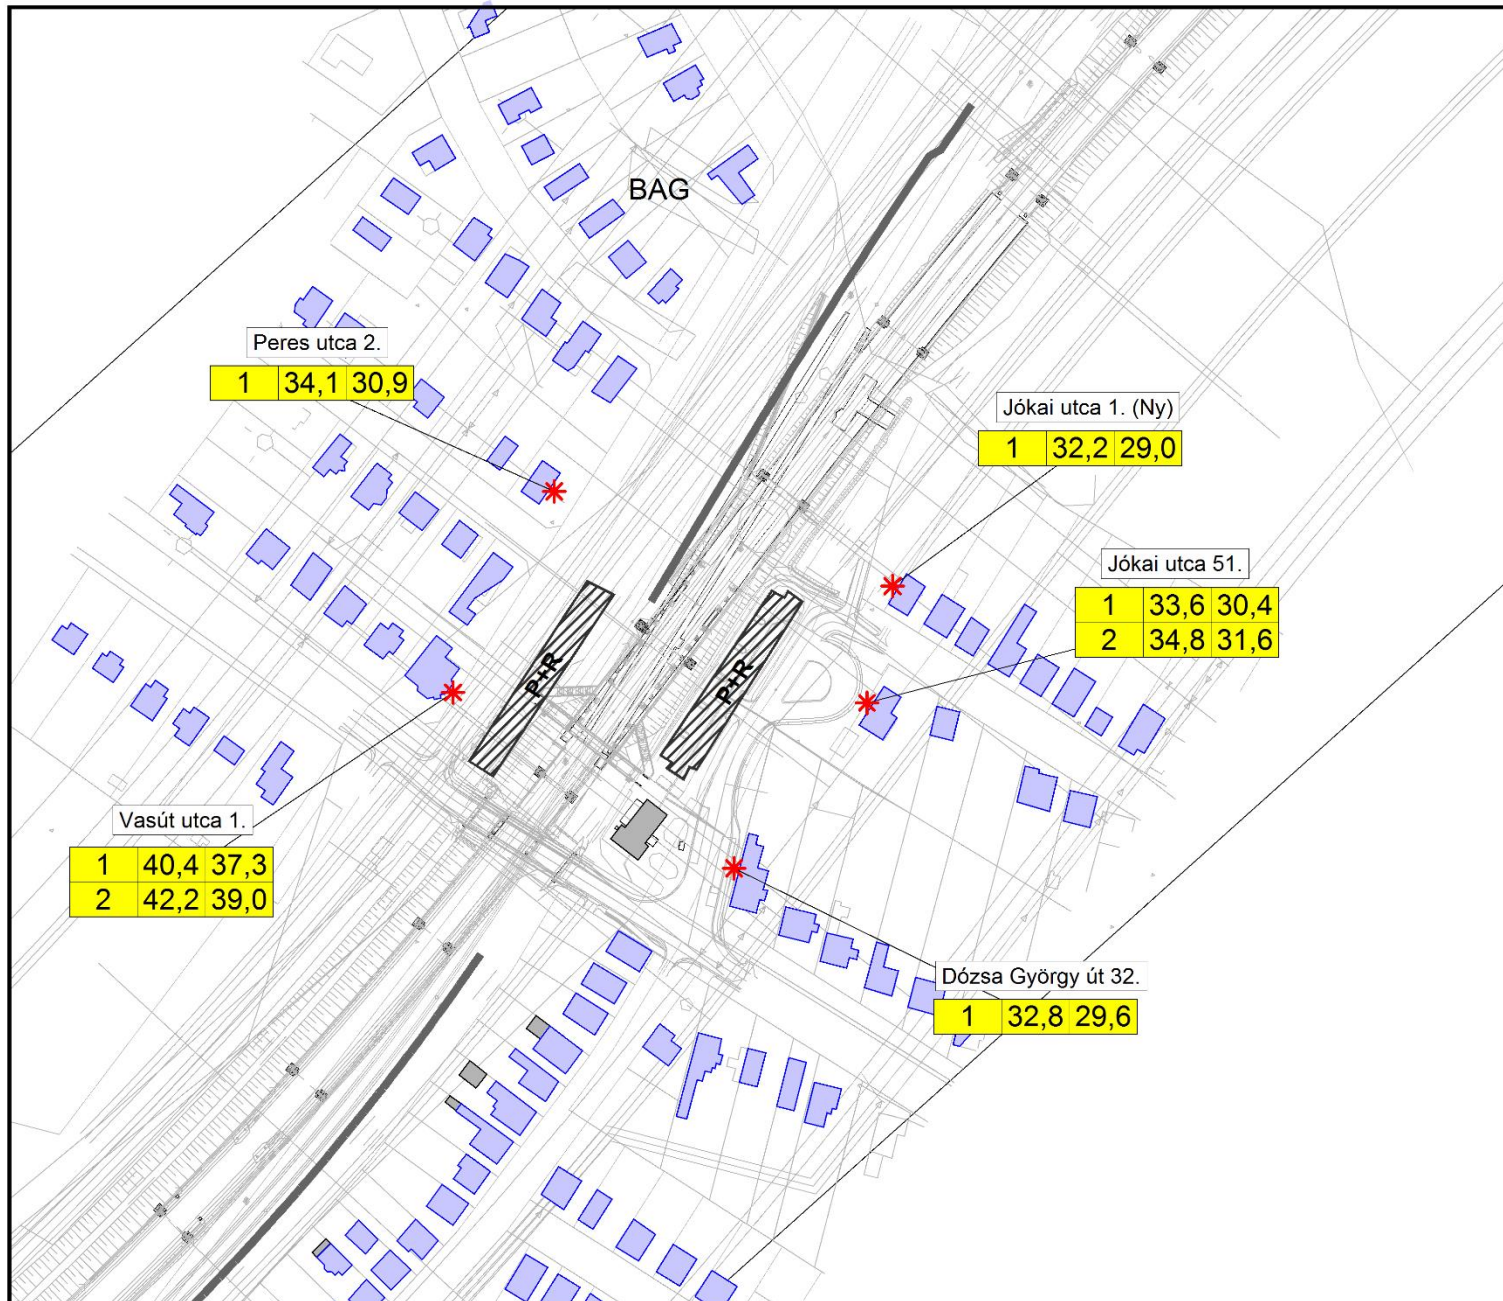 BAG
Peres utca 2.
1 34,1 30,9
Jókai utca 1. (Ny)
1 32,2 29,0
Jókai utca 51.
1 33,6 30,4
2 34,8 31,6
P+R
P+R
Vasút utca 1.
1 40,4 37,3
2 42,2 39,0
Dózsa György út 32.
1 32,8 29,6